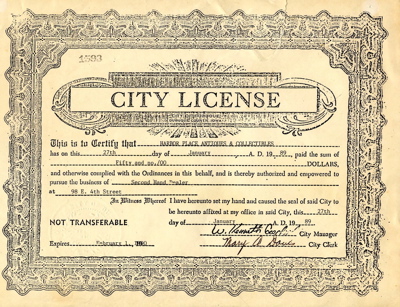 1593
CITY LICENSE
This is to Certify that HARBOR PLACE ANTIQUES & COLLECTIBLES
has on this 27th day of January A. D. 19 89 paid the sum of
Fifty and no/00 DOLLARS,
and otherwise complied with the Ordinances in this behalf, and is thereby authorized and empowered to
pursue the business of Second Hand Dealer
at 98 E. 4th Street
In Witness Whereof I have hereunto set my hand and caused the seal of said City to
be hereunto affixed at my office in said City, this 27th
NOT TRANSFERABLE day of January A. D. 19 89
W. Kenneth City Manager
Expires February 1, 1990 Mary A. Davis City Clerk